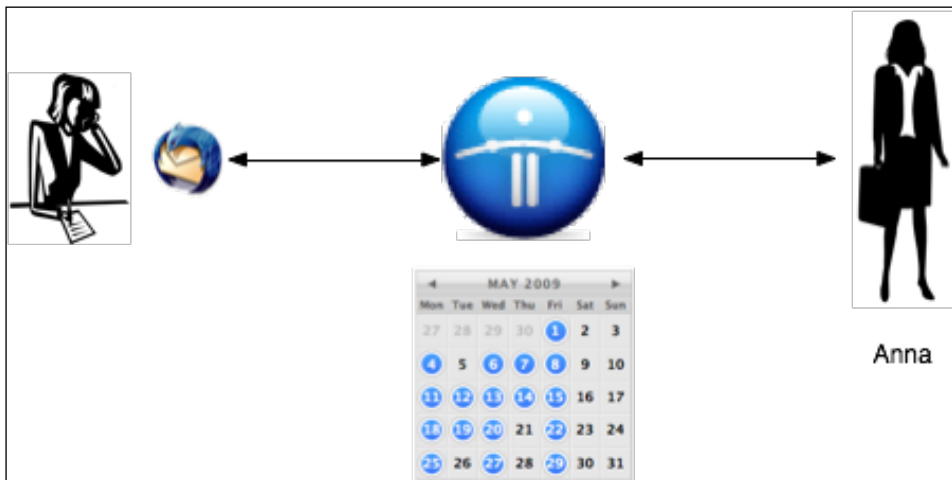 MAY 2009
Mon Tue Wed Thu Fri Sat Sun
27 28 29 30 1 2 3
4 5 6 7 8 9 10
11 12 13 14 15 16 17
18 19 20 21 22 23 24
25 26 27 28 29 30 31
Anna